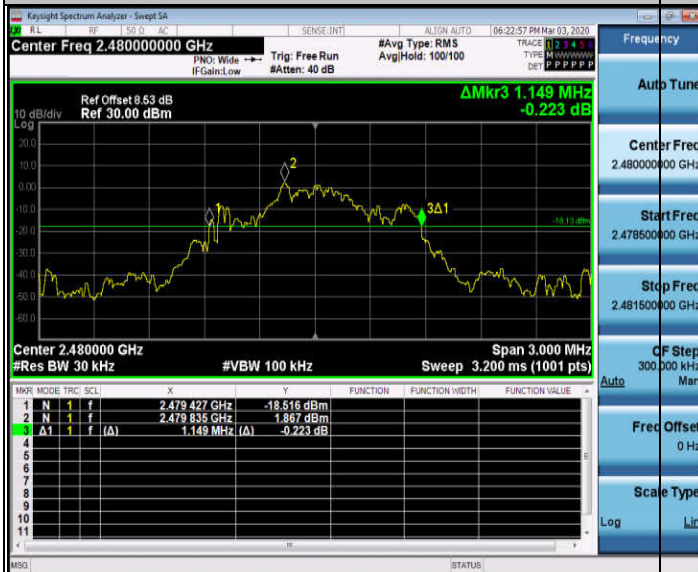 Keysight Spectrum Analyzer - Swept SA
RL RF 50 Ω AC SENSE:INT ALIGN AUTO 06:22:57 PM Mar 03, 2020
Center Freq 2.480000000 GHz #Avg Type: RMS TRACE 1 2 3 4 5 6
PNO: Wide Trig: Free Run Avg|Hold: 100/100 TYPE M WWWWW
IFGain:Low #Atten: 40 dB DET P P P P P P
Frequency
Auto Tune
Ref Offset 8.53 dB ΔMkr3 1.149 MHz
10 dB/div Ref 30.00 dBm -0.223 dB
Log
20.0
10.0
0.00
-10.0
-20.0
-30.0
-40.0
-50.0
-60.0
1
2
3Δ1
-18.13 dBm
Center 2.480000 GHz Span 3.000 MHz
#Res BW 30 kHz #VBW 100 kHz Sweep 3.200 ms (1001 pts)
MKR MODE TRC SCL X Y FUNCTION FUNCTION WIDTH FUNCTION VALUE
1 N 1 f 2.479 427 GHz -18.516 dBm
2 N 1 f 2.479 835 GHz 1.867 dBm
3 Δ1 1 f (Δ) 1.149 MHz (Δ) -0.223 dB
4
5
6
7
8
9
10
11
MSG STATUS
Center Freq
2.480000000 GHz
Start Freq
2.478500000 GHz
Stop Freq
2.481500000 GHz
CF Step
300.000 kHz
Auto Man
Freq Offset
0 Hz
Scale Type
Log Lin